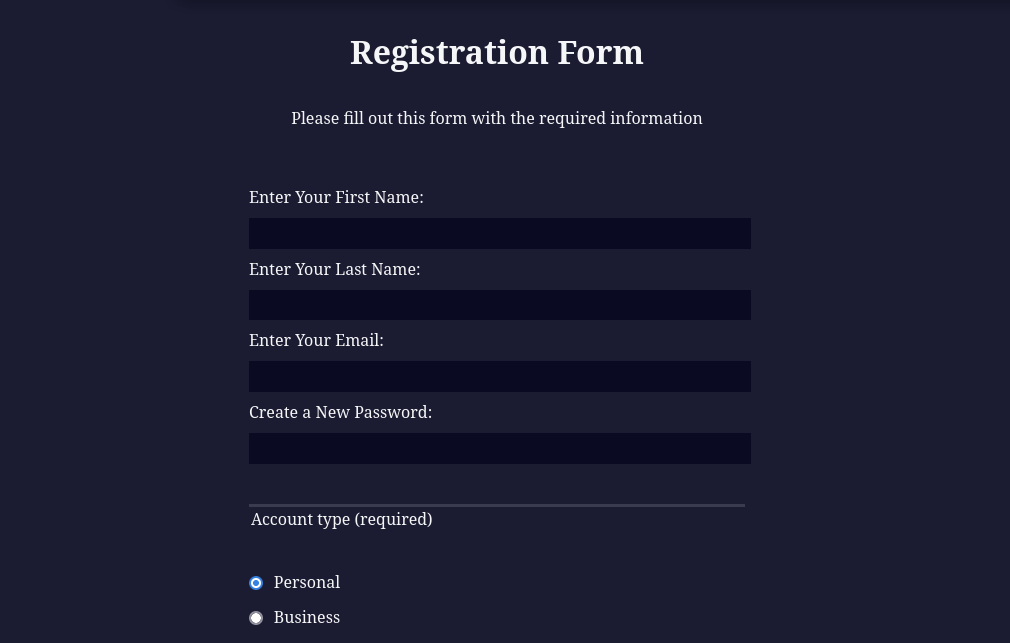 Registration Form
Please fill out this form with the required information
Enter Your First Name:
Enter Your Last Name:
Enter Your Email:
Create a New Password:
Account type (required)
Personal
Business